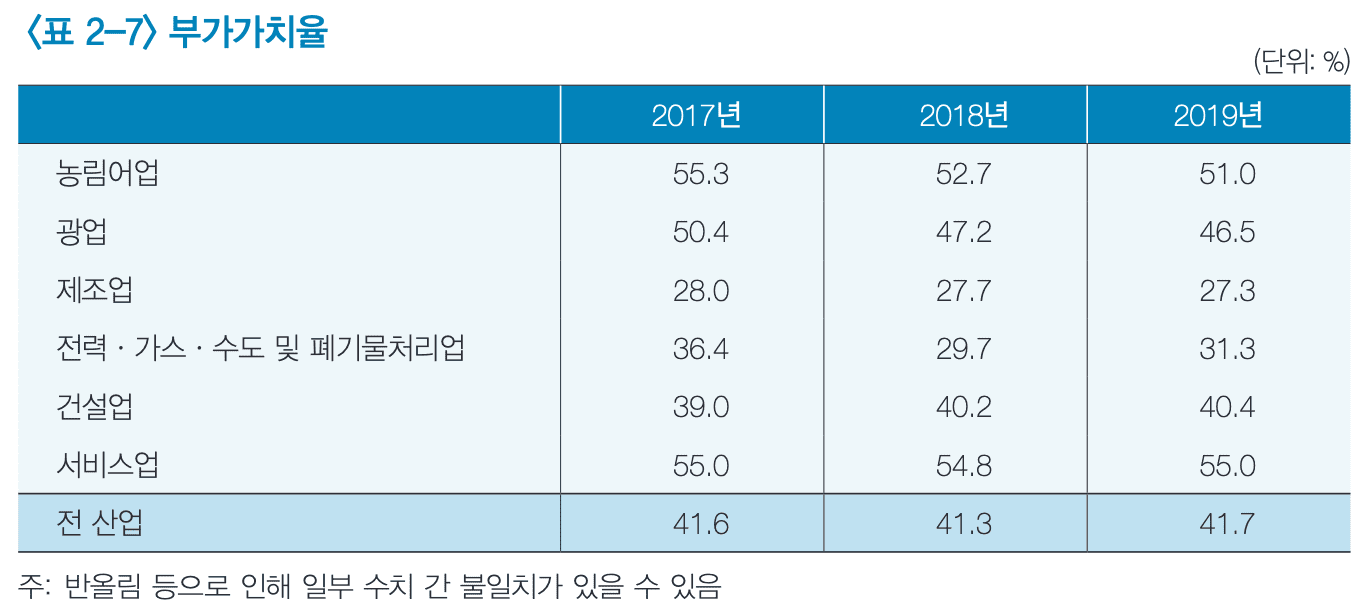 〈표 2-7〉 부가가치율
(단위: %)
2017년 2018년 2019년
농림어업 55.3 52.7 51.0
광업 50.4 47.2 46.5
제조업 28.0 27.7 27.3
전력·가스·수도 및 폐기물처리업 36.4 29.7 31.3
건설업 39.0 40.2 40.4
서비스업 55.0 54.8 55.0
전 산업 41.6 41.3 41.7
주: 반올림 등으로 인해 일부 수치 간 불일치가 있을 수 있음